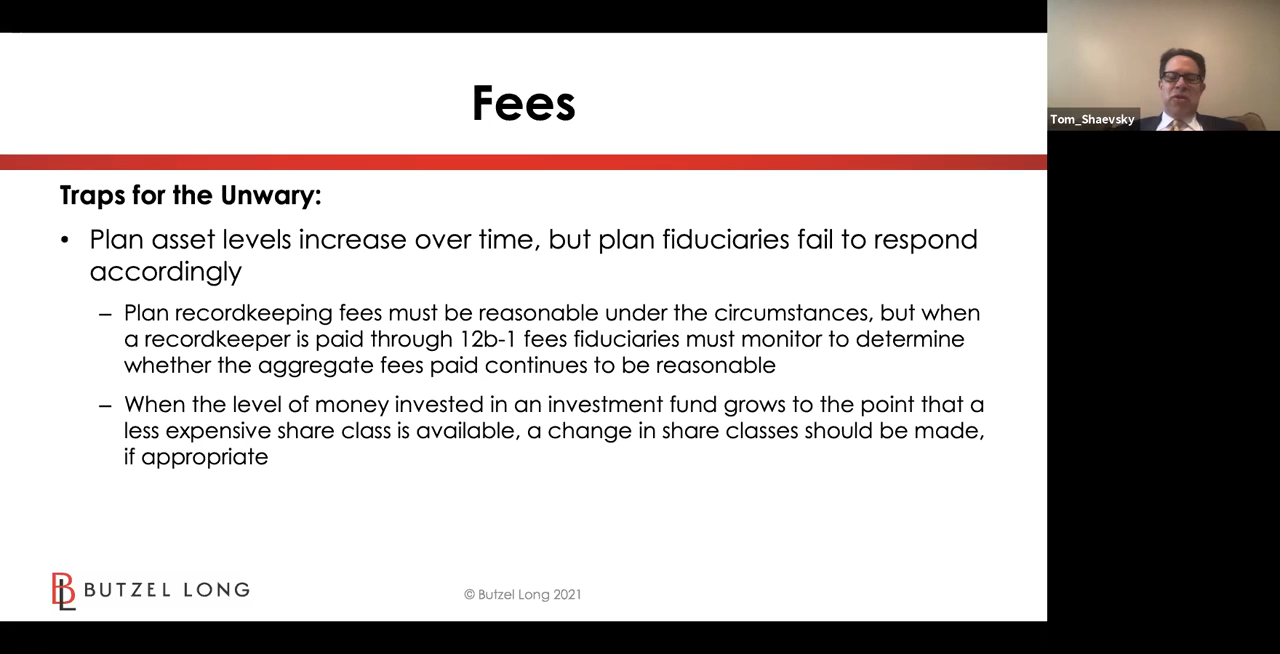 Fees
Tom_Shaevsky
Traps for the Unwary:
• Plan asset levels increase over time, but plan fiduciaries fail to respond
accordingly
– Plan recordkeeping fees must be reasonable under the circumstances, but when
a recordkeeper is paid through 12b-1 fees fiduciaries must monitor to determine
whether the aggregate fees paid continues to be reasonable
– When the level of money invested in an investment fund grows to the point that a
less expensive share class is available, a change in share classes should be made,
if appropriate
BL BUTZEL LONG
© Butzel Long 2021